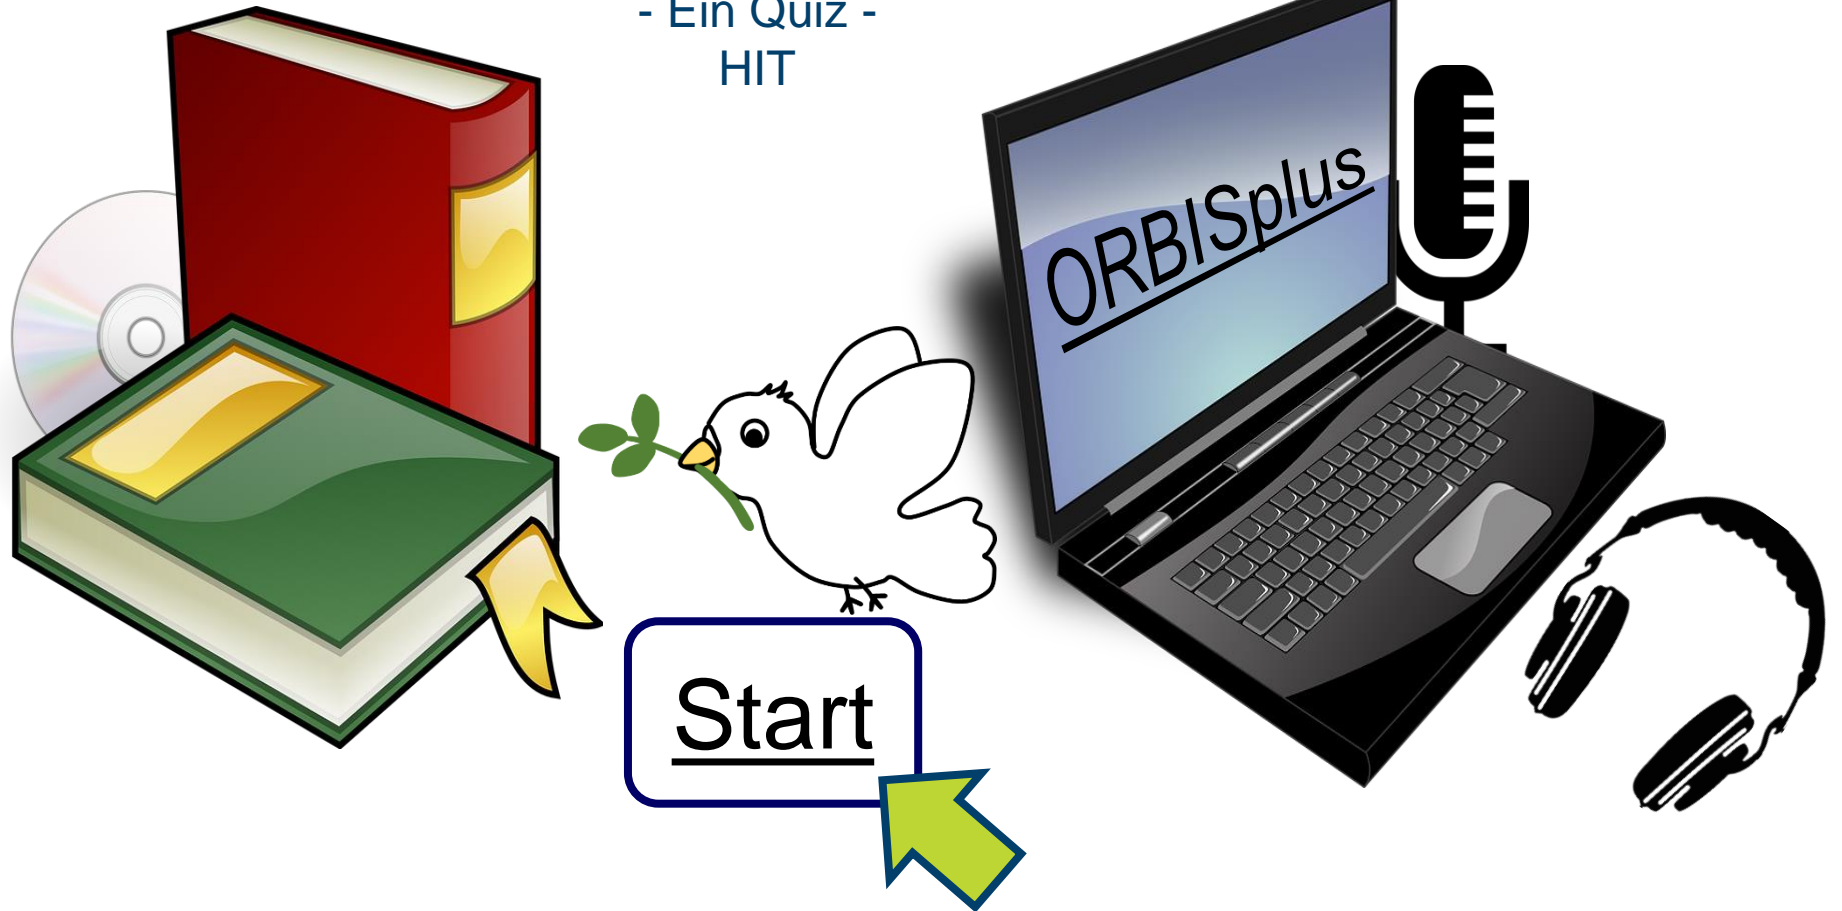 - Ein Quiz -
HIT
ORBISplus
Start